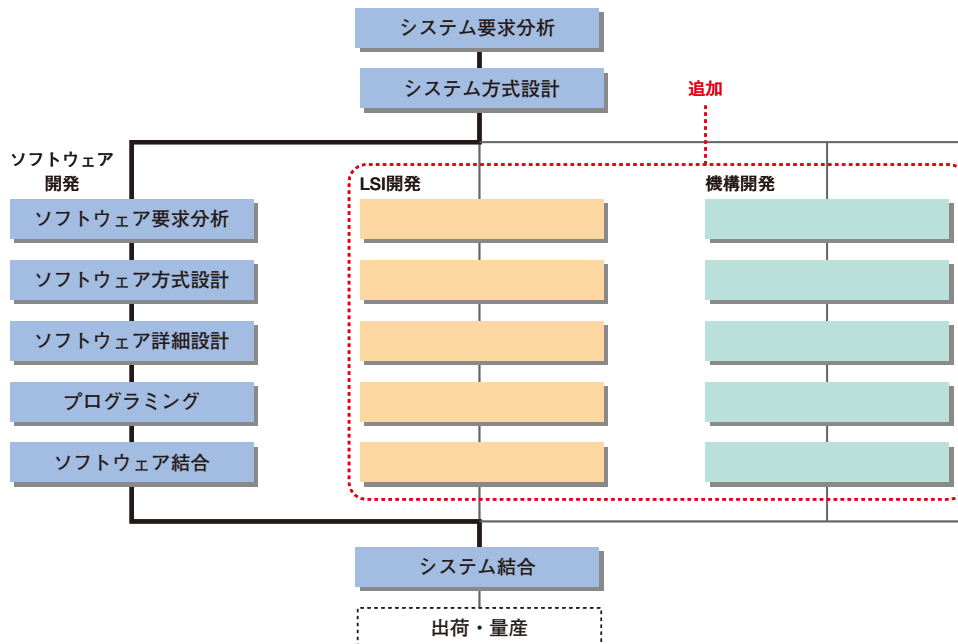 システム要求分析
システム方式設計
追加
ソフトウェア
開発
LSI開発
機構開発
ソフトウェア要求分析
ソフトウェア方式設計
ソフトウェア詳細設計
プログラミング
ソフトウェア結合
システム結合
出荷・量産